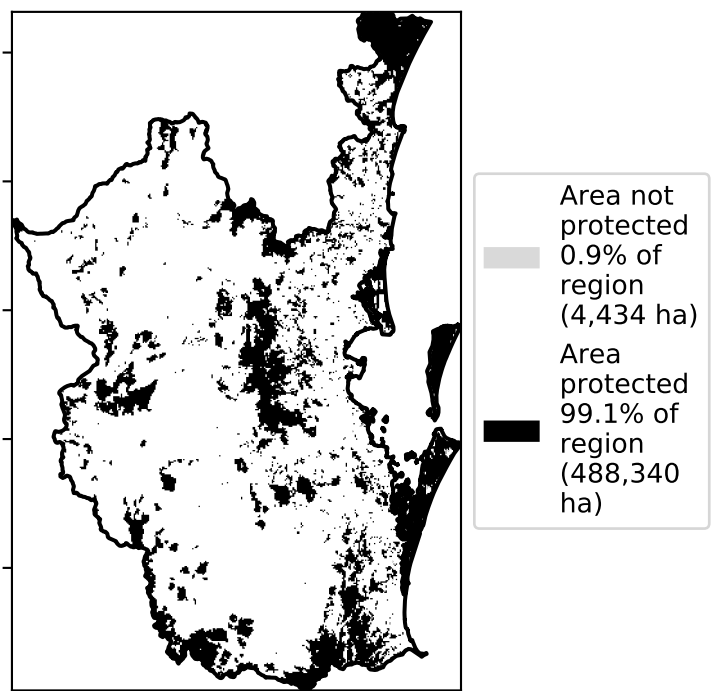 Area not
protected
0.9% of
region
(4,434 ha)
Area
protected
99.1% of
region
(488,340
ha)